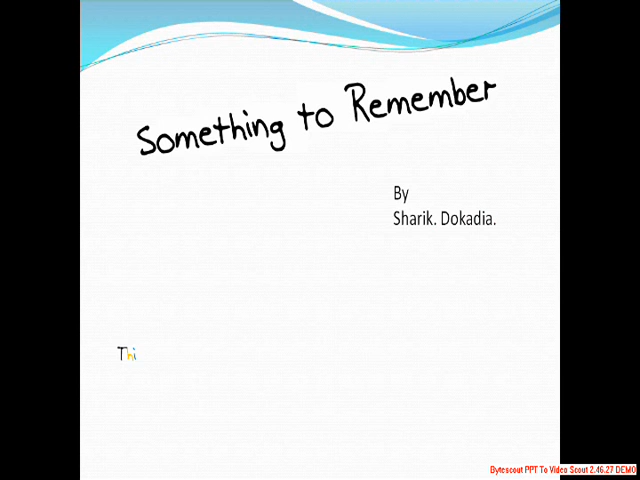 Something to Remember
By
Sharik. Dokadia.
Thi
Bytescout PPT To Video Scout 2.46.27 DEMO